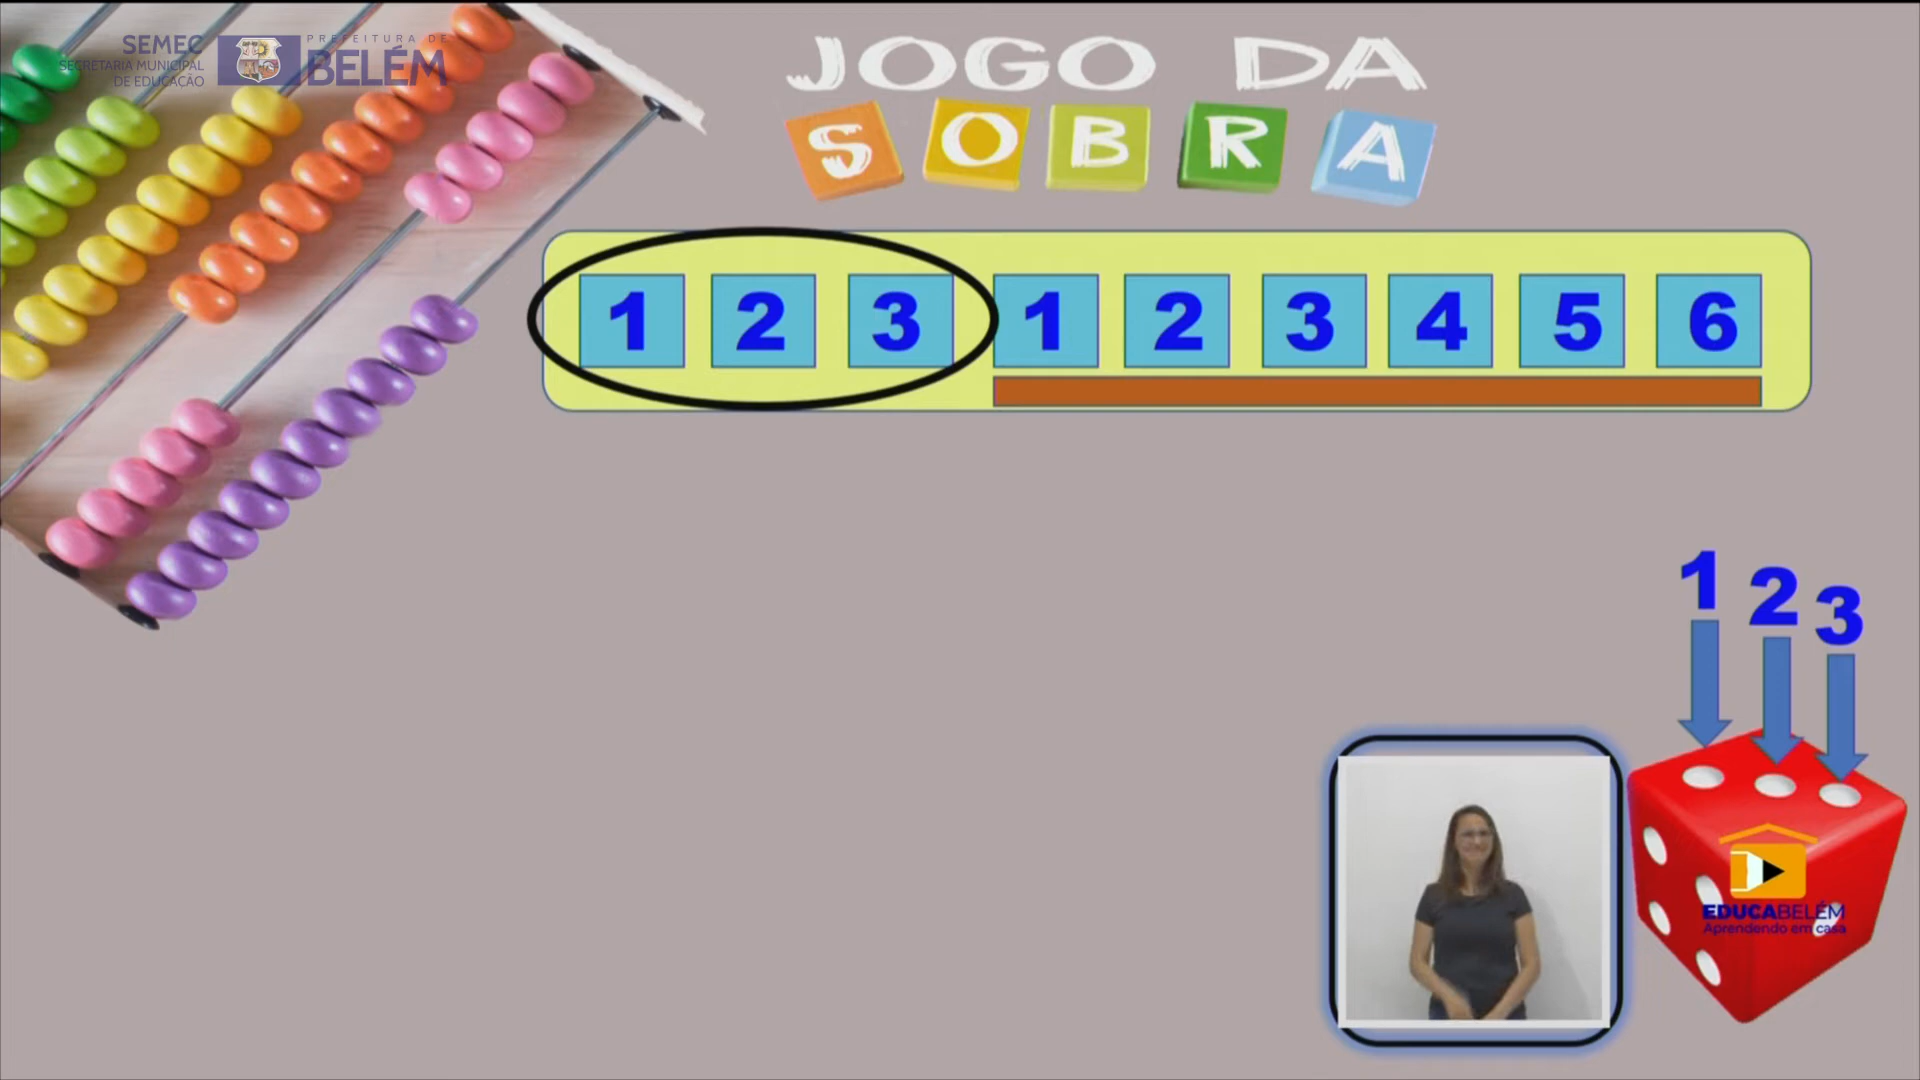 SEMEC
SECRETARIA MUNICIPAL
DE EDUCAÇÃO
PREFEITURA DE
BELÉM
JOGO DA
SOBRA
1 2 3 1 2 3 4 5 6
1 2 3
EDUCABELÉM
Aprendendo em casa